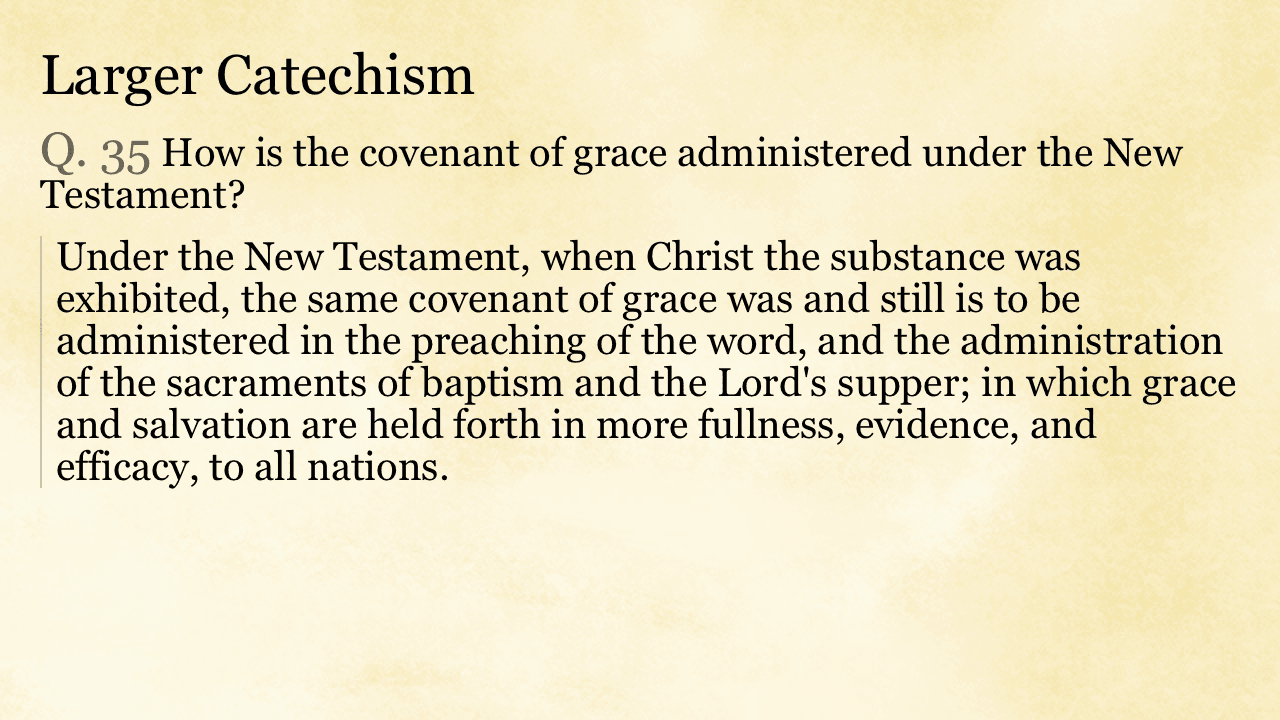 Larger Catechism
Q. 35 How is the covenant of grace administered under the New
Testament?
Under the New Testament, when Christ the substance was
exhibited, the same covenant of grace was and still is to be
administered in the preaching of the word, and the administration
of the sacraments of baptism and the Lord's supper; in which grace
and salvation are held forth in more fullness, evidence, and
efficacy, to all nations.